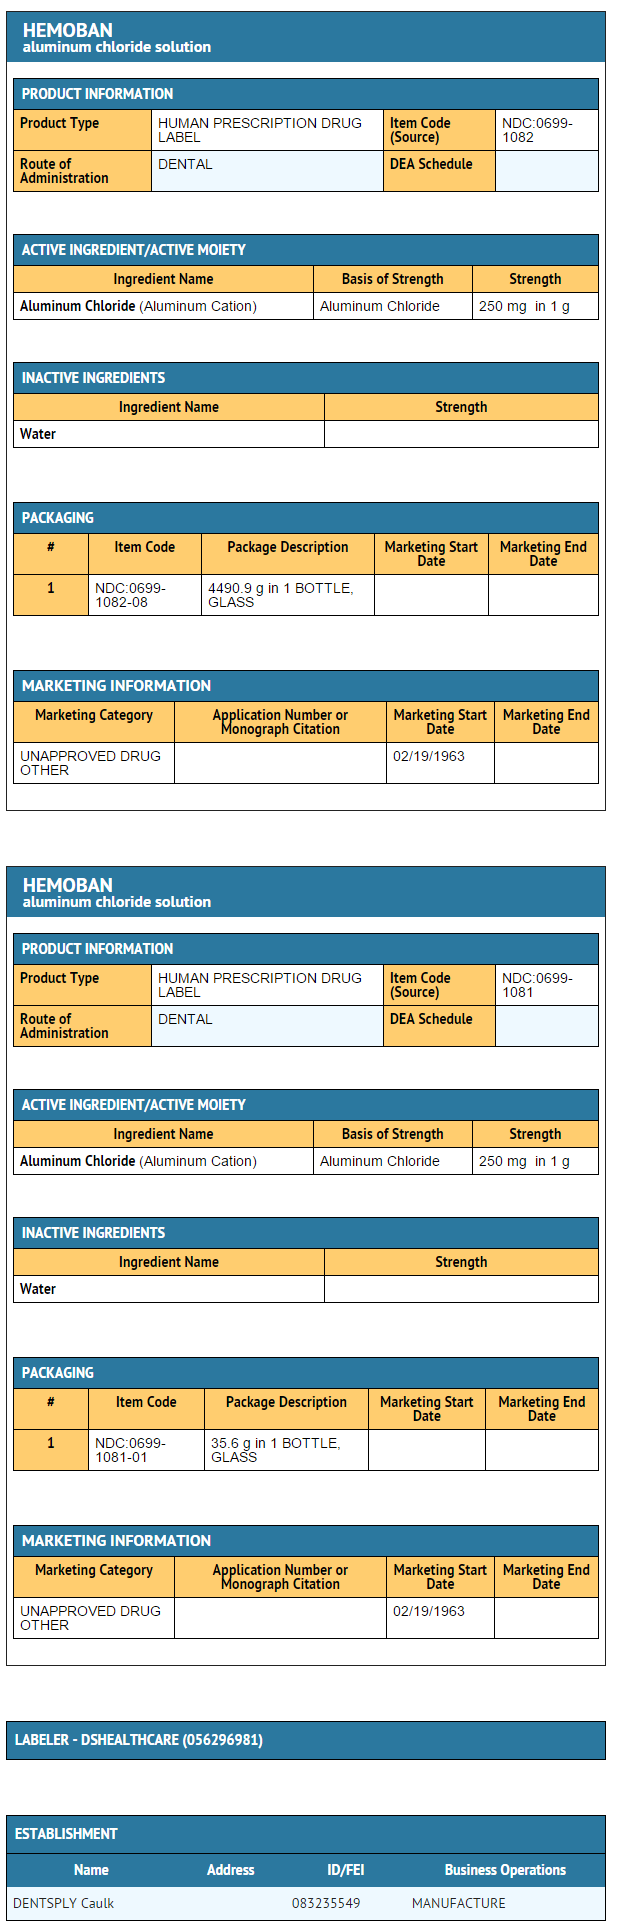 HEMOBAN
aluminum chloride solution
PRODUCT INFORMATION
Product Type HUMAN PRESCRIPTION DRUG LABEL Item Code (Source) NDC:0699-1082
Route of Administration DENTAL DEA Schedule
ACTIVE INGREDIENT/ACTIVE MOIETY
Ingredient Name Basis of Strength Strength
Aluminum Chloride (Aluminum Cation) Aluminum Chloride 250 mg in 1 g
INACTIVE INGREDIENTS
Ingredient Name Strength
Water
PACKAGING
# Item Code Package Description Marketing Start Date Marketing End Date
1 NDC:0699-1082-08 4490.9 g in 1 BOTTLE, GLASS
MARKETING INFORMATION
Marketing Category Application Number or Monograph Citation Marketing Start Date Marketing End Date
UNAPPROVED DRUG OTHER 02/19/1963
HEMOBAN
aluminum chloride solution
PRODUCT INFORMATION
Product Type HUMAN PRESCRIPTION DRUG LABEL Item Code (Source) NDC:0699-1081
Route of Administration DENTAL DEA Schedule
ACTIVE INGREDIENT/ACTIVE MOIETY
Ingredient Name Basis of Strength Strength
Aluminum Chloride (Aluminum Cation) Aluminum Chloride 250 mg in 1 g
INACTIVE INGREDIENTS
Ingredient Name Strength
Water
PACKAGING
# Item Code Package Description Marketing Start Date Marketing End Date
1 NDC:0699-1081-01 35.6 g in 1 BOTTLE, GLASS
MARKETING INFORMATION
Marketing Category Application Number or Monograph Citation Marketing Start Date Marketing End Date
UNAPPROVED DRUG OTHER 02/19/1963
LABELER - DSHEALTHCARE (056296981)
ESTABLISHMENT
Name Address ID/FEI Business Operations
DENTSPLY Caulk 083235549 MANUFACTURE